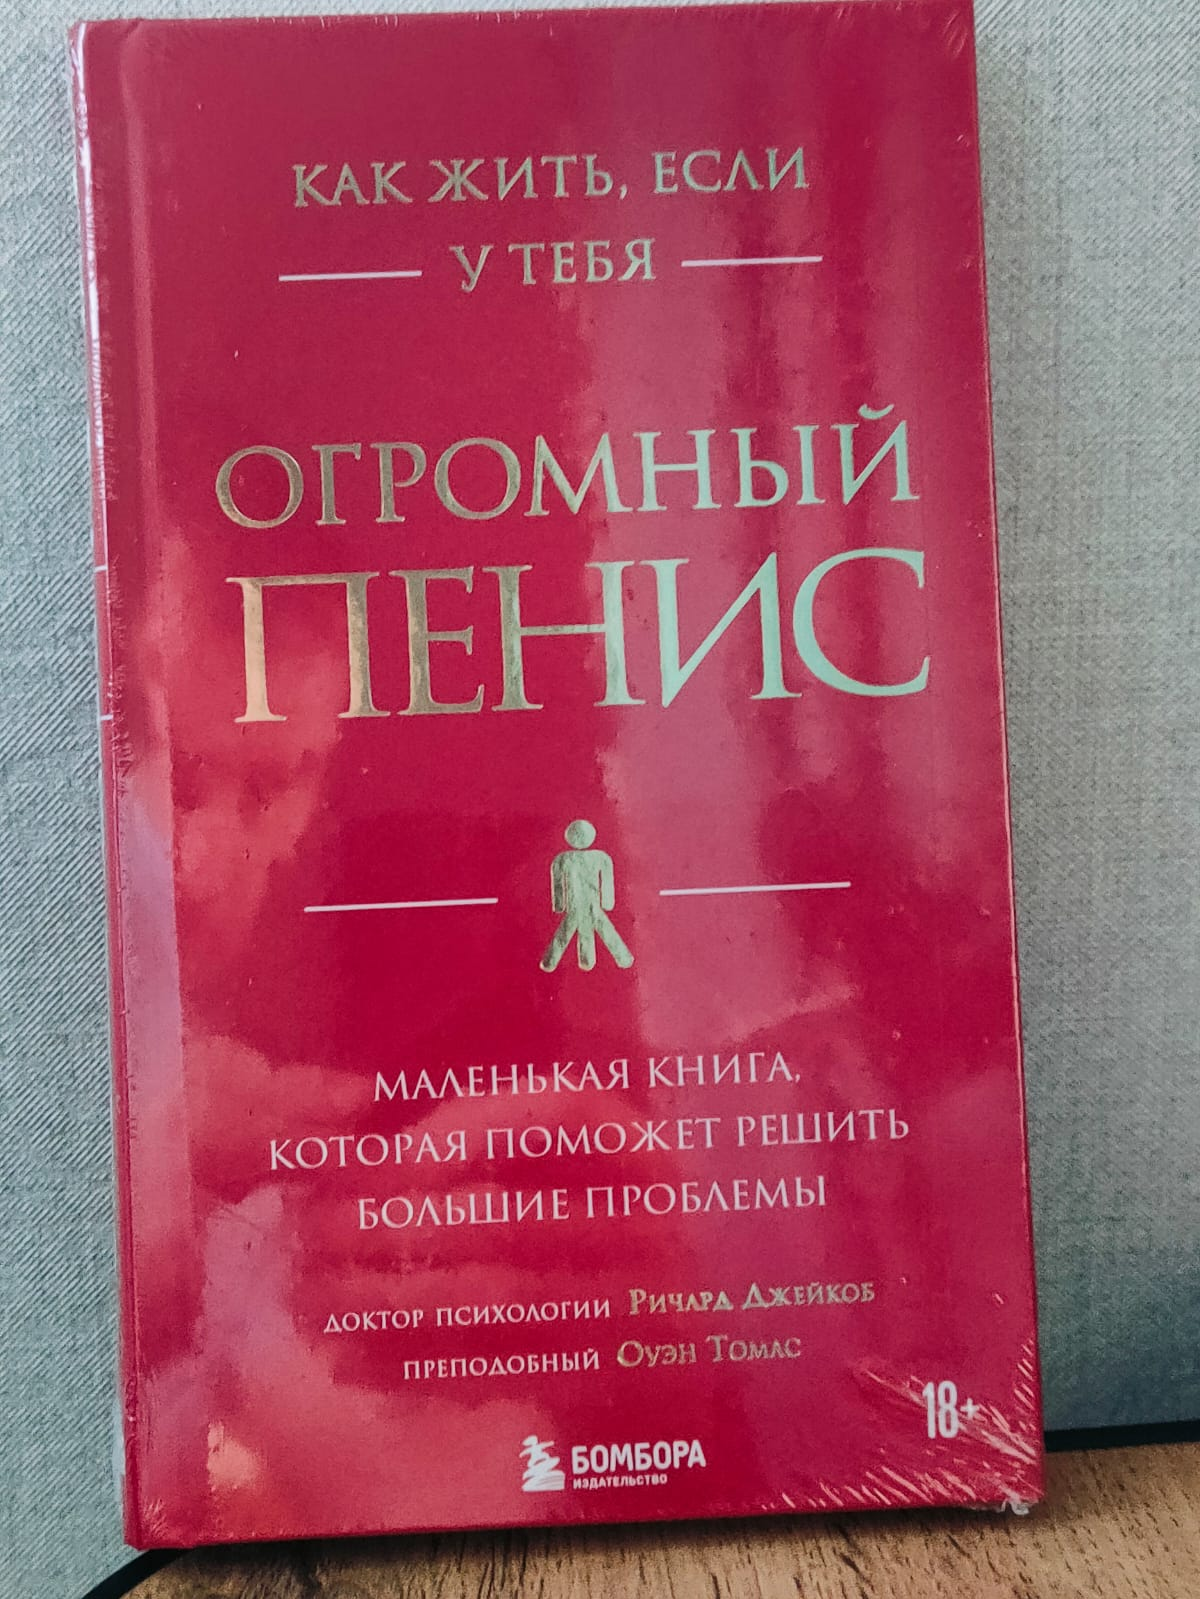 КАК ЖИТЬ, ЕСЛИ
У ТЕБЯ
ОГРОМНЫЙ
ПЕНИС
МАЛЕНЬКАЯ КНИГА,
КОТОРАЯ ПОМОЖЕТ РЕШИТЬ
БОЛЬШИЕ ПРОБЛЕМЫ
ДОКТОР ПСИХОЛОГИИ РИЧАРД ДЖЕЙКОБ
ПРЕПОДОБНЫЙ ОУЭН ТОМАС
18+
БОМБОРА
ИЗДАТЕЛЬСТВО